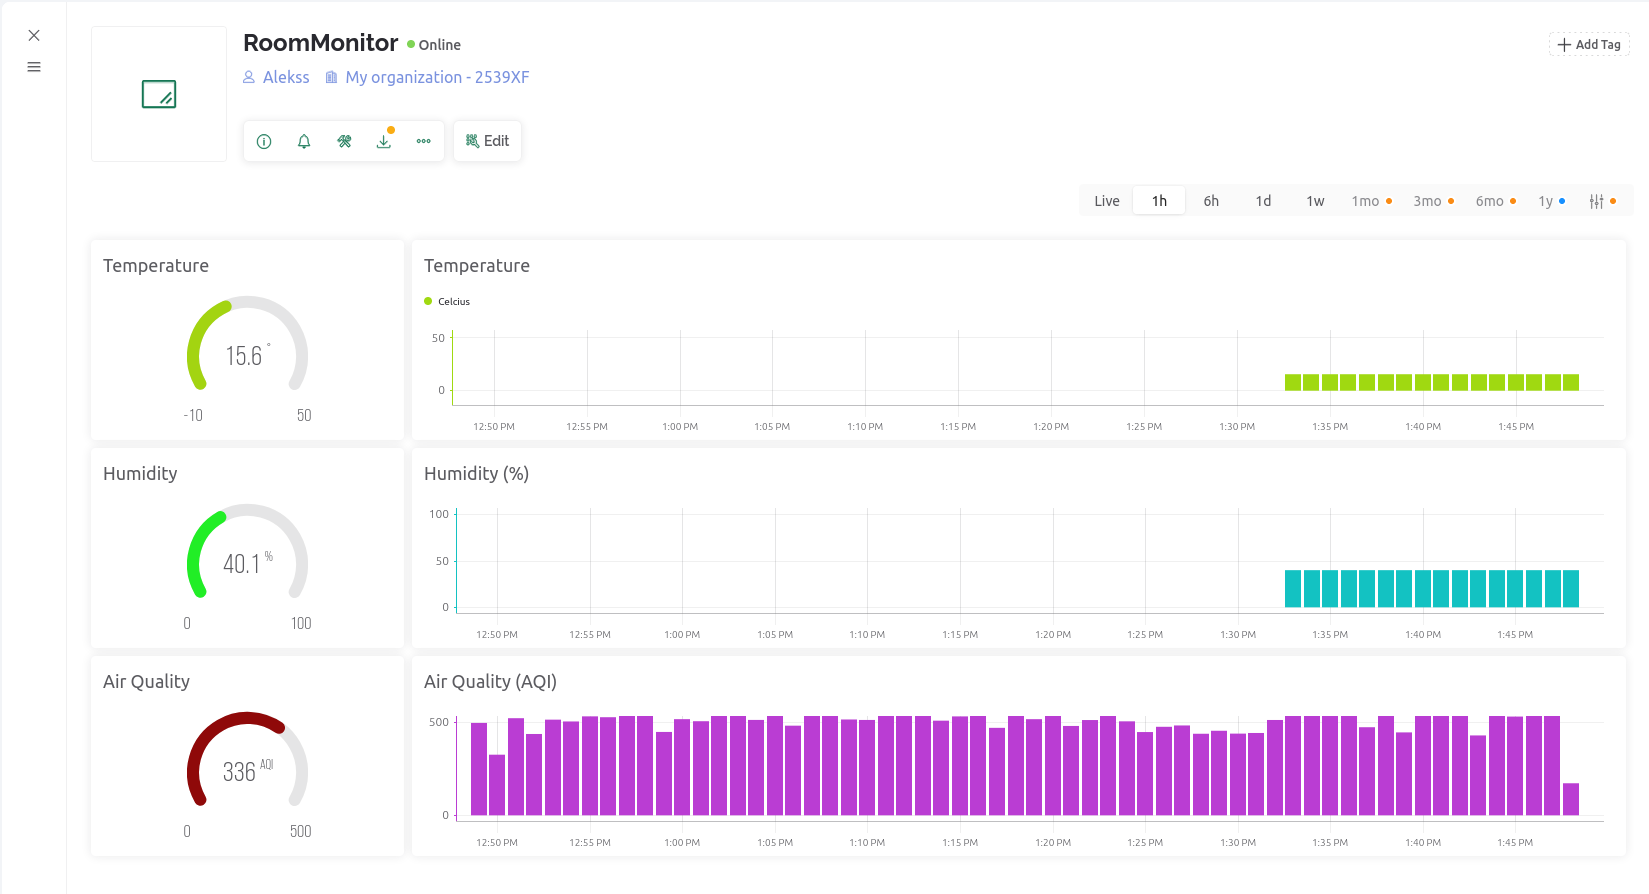 RoomMonitor Online
Add Tag
Alekss My organization - 2539XF
Edit
Live 1h 6h 1d 1w 1mo 3mo 6mo 1y
Temperature
15.6 °
-10 50
Temperature
Celcius
50
0
12:50 PM 12:55 PM 1:00 PM 1:05 PM 1:10 PM 1:15 PM 1:20 PM 1:25 PM 1:30 PM 1:35 PM 1:40 PM 1:45 PM
Humidity
40.1 %
0 100
Humidity (%)
100
50
0
12:50 PM 12:55 PM 1:00 PM 1:05 PM 1:10 PM 1:15 PM 1:20 PM 1:25 PM 1:30 PM 1:35 PM 1:40 PM 1:45 PM
Air Quality
336 AQI
0 500
Air Quality (AQI)
500
0
12:50 PM 12:55 PM 1:00 PM 1:05 PM 1:10 PM 1:15 PM 1:20 PM 1:25 PM 1:30 PM 1:35 PM 1:40 PM 1:45 PM